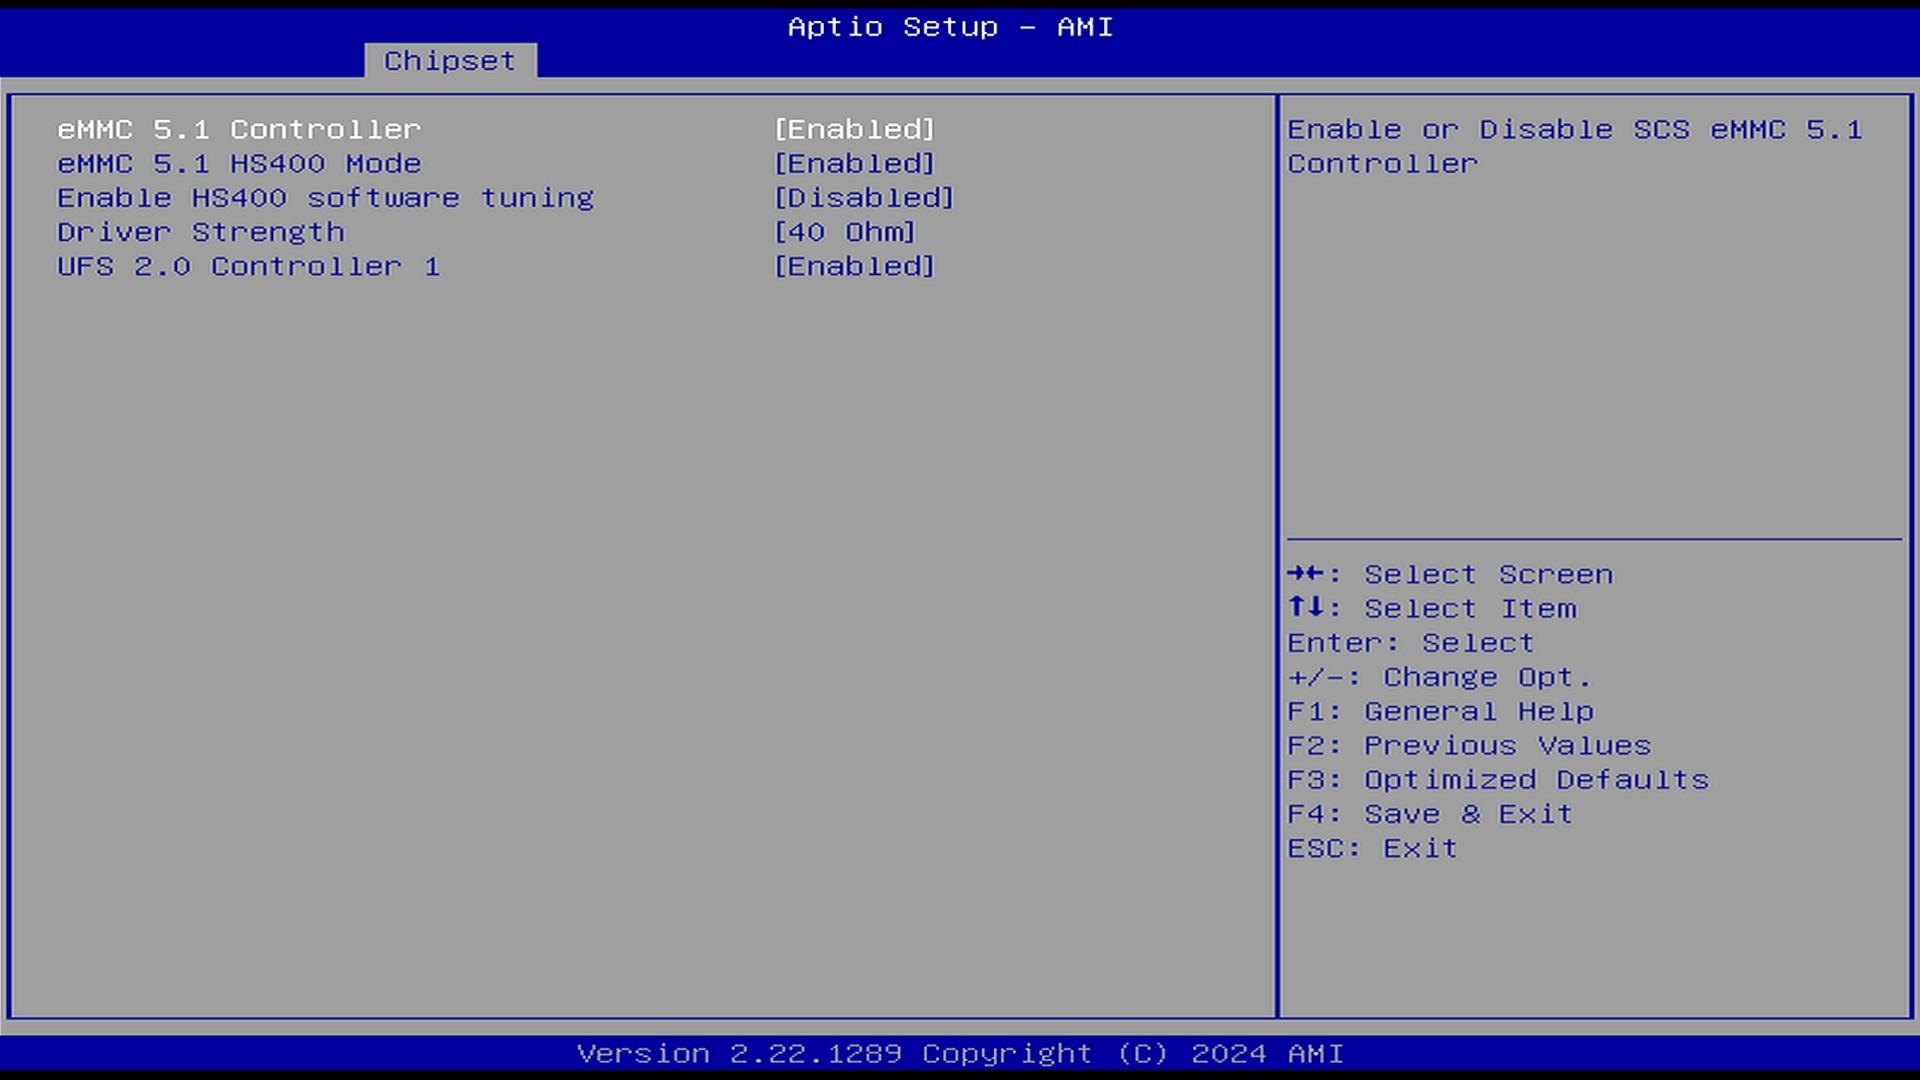 Aptio Setup - AMI
Chipset
eMMC 5.1 Controller [Enabled]
eMMC 5.1 HS400 Mode [Enabled]
Enable HS400 software tuning [Disabled]
Driver Strength [40 Ohm]
UFS 2.0 Controller 1 [Enabled]
Enable or Disable SCS eMMC 5.1
Controller
→←: Select Screen
↑↓: Select Item
Enter: Select
+/-: Change Opt.
F1: General Help
F2: Previous Values
F3: Optimized Defaults
F4: Save & Exit
ESC: Exit
Version 2.22.1289 Copyright (C) 2024 AMI